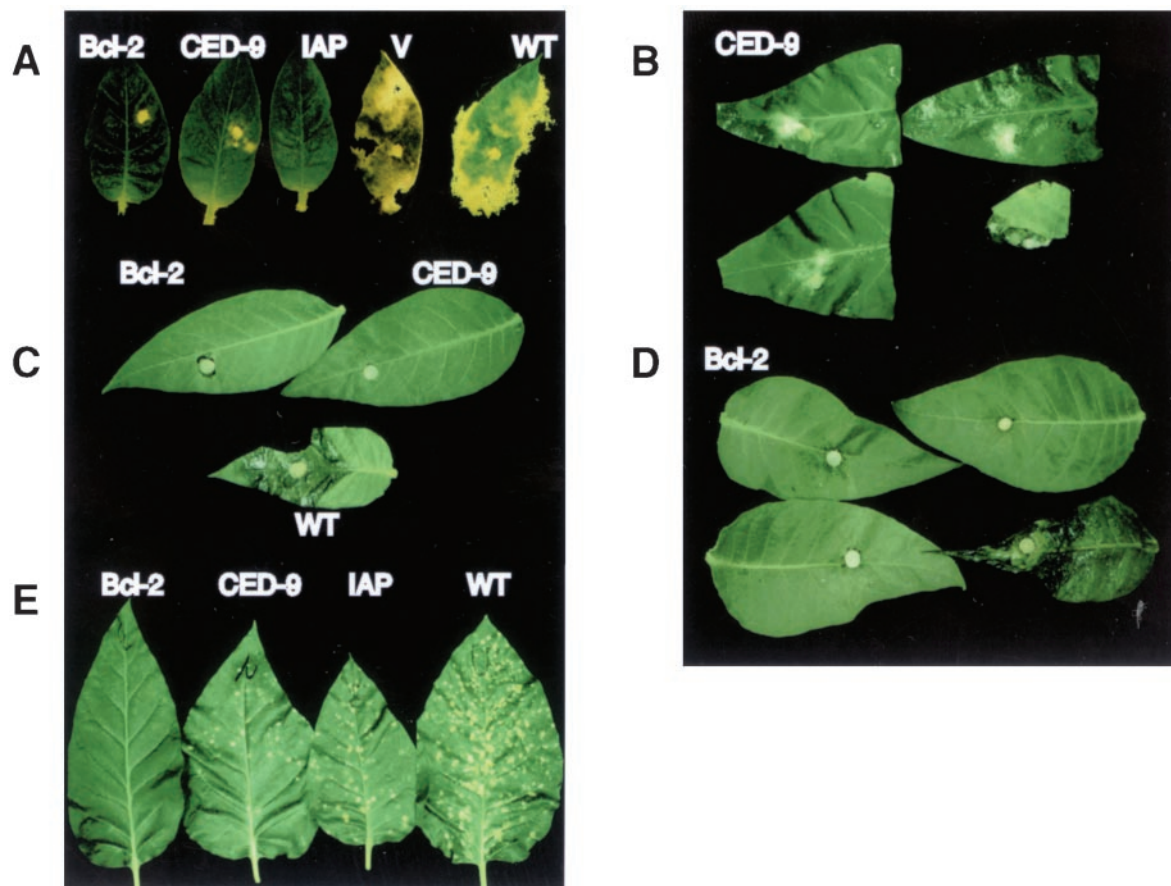 A
Bcl-2 CED-9 IAP V WT
B
CED-9
C
Bcl-2 CED-9
WT
D
Bcl-2
E
Bcl-2 CED-9 IAP WT